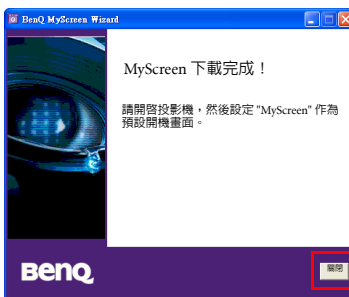 BenQ MyScreen Wizard
MyScreen 下載完成！
請開啓投影機，然後設定 "MyScreen" 作為
預設開機畫面。
BenQ
關閉